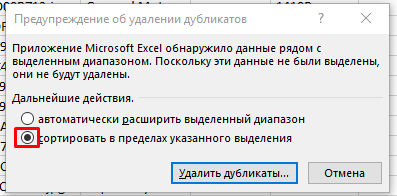 Предупреждение об удалении дубликатов
Приложение Microsoft Excel обнаружило данные рядом с
выделенным диапазоном. Поскольку эти данные не были выделены,
они не будут удалены.
Дальнейшие действия.
автоматически расширить выделенный диапазон
сортировать в пределах указанного выделения
Удалить дубликаты...
Отмена